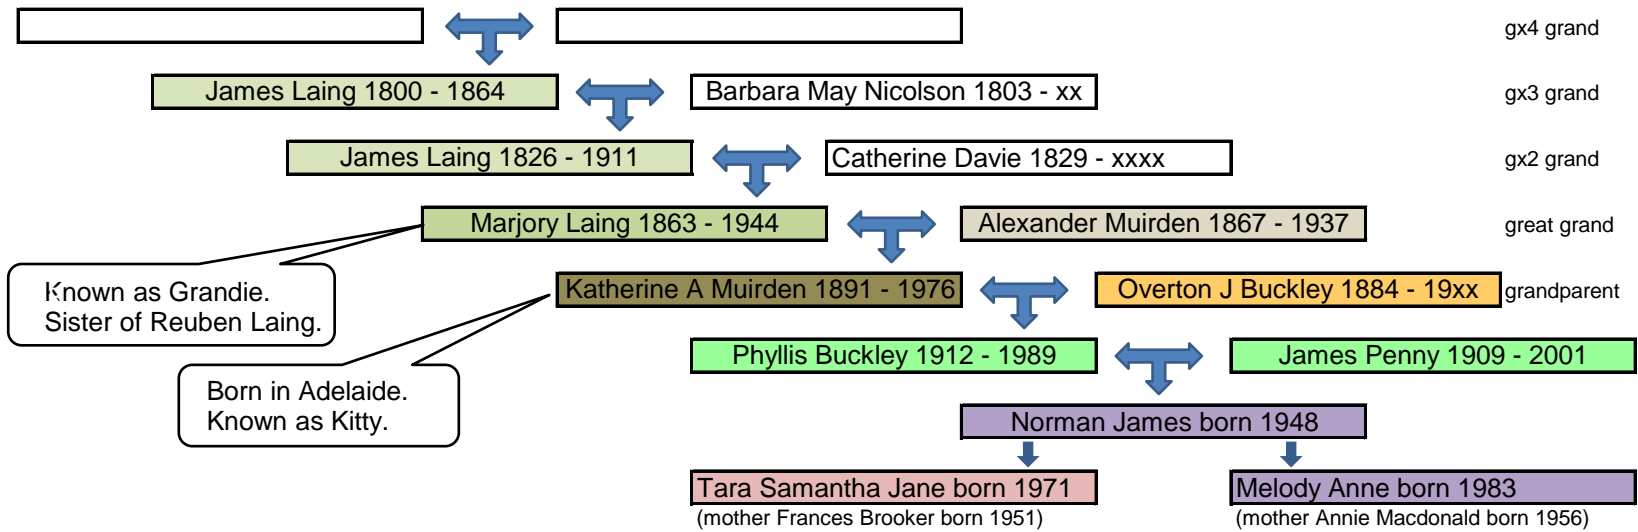 gx4 grand
James Laing 1800 - 1864
Barbara May Nicolson 1803 - xx
gx3 grand
James Laing 1826 - 1911
Catherine Davie 1829 - xxxx
gx2 grand
Marjory Laing 1863 - 1944
Alexander Muirden 1867 - 1937
great grand
Known as Grandie.
Sister of Reuben Laing.
Katherine A Muirden 1891 - 1976
Overton J Buckley 1884 - 19xx
grandparent
Phyllis Buckley 1912 - 1989
James Penny 1909 - 2001
Born in Adelaide.
Known as Kitty.
Norman James born 1948
Tara Samantha Jane born 1971
Melody Anne born 1983
(mother Frances Brooker born 1951)
(mother Annie Macdonald born 1956)